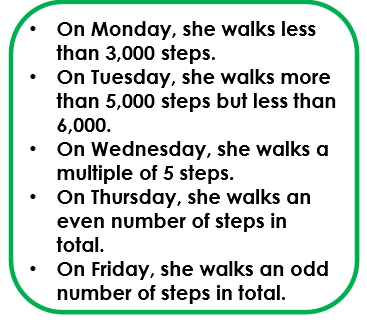 • On Monday, she walks less
than 3,000 steps.
• On Tuesday, she walks more
than 5,000 steps but less than
6,000.
• On Wednesday, she walks a
multiple of 5 steps.
• On Thursday, she walks an
even number of steps in
total.
• On Friday, she walks an odd
number of steps in total.